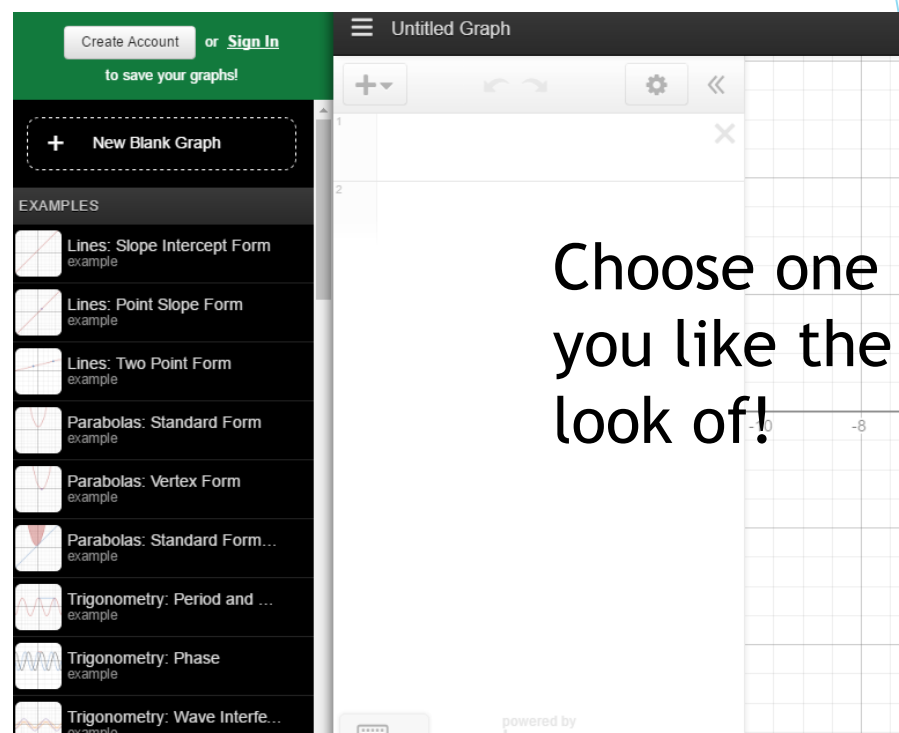 Create Account or Sign In
to save your graphs!
+ New Blank Graph
EXAMPLES
Lines: Slope Intercept Form
example
Lines: Point Slope Form
example
Lines: Two Point Form
example
Parabolas: Standard Form
example
Parabolas: Vertex Form
example
Parabolas: Standard Form...
example
Trigonometry: Period and ...
example
Trigonometry: Phase
example
Trigonometry: Wave Interfe...
example
Untitled Graph
1
2
powered by
Choose one
you like the
look of!
-10 -8